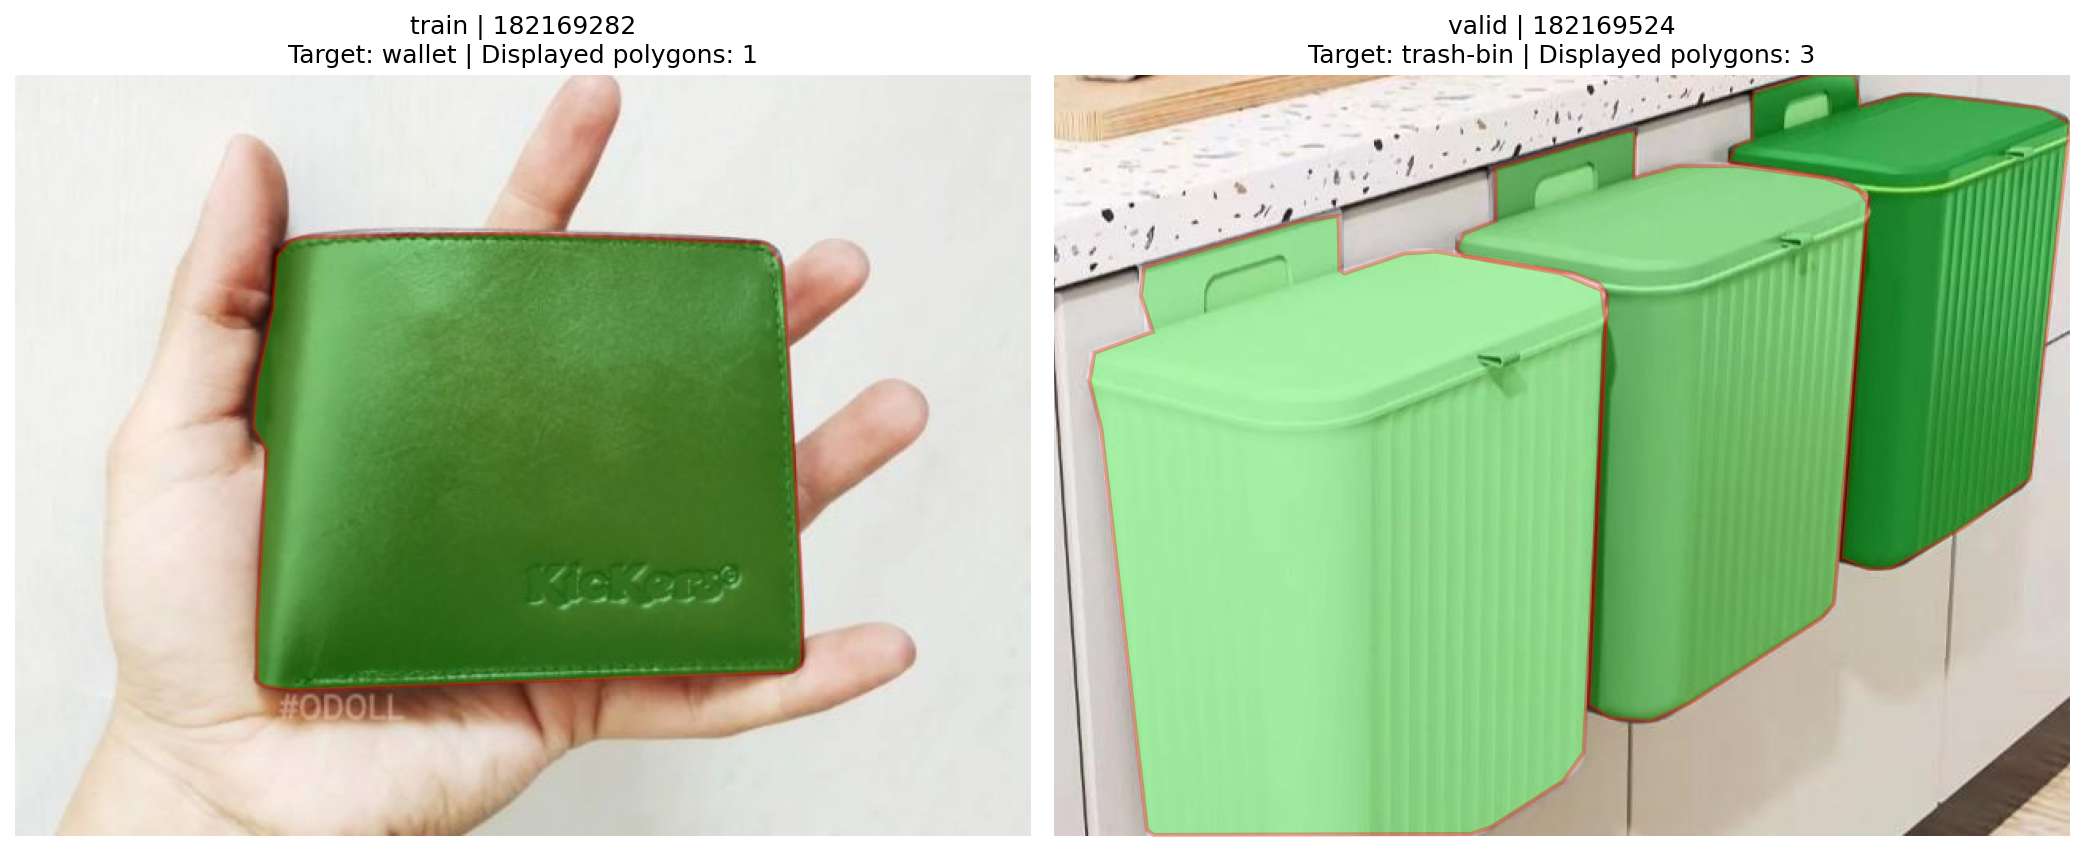 train | 182169282
Target: wallet | Displayed polygons: 1
valid | 182169524
Target: trash-bin | Displayed polygons: 3
KicKers®
#ODOLL